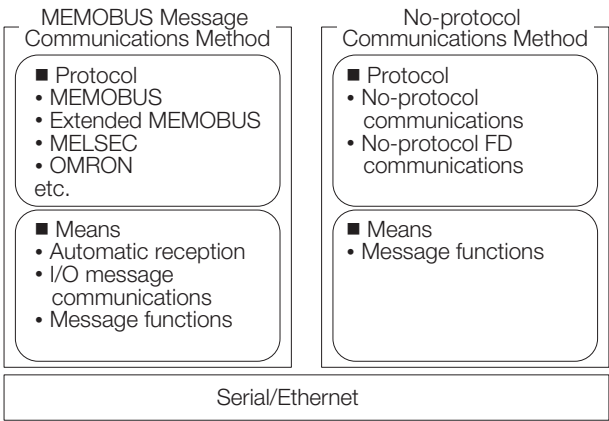 MEMOBUS Message
Communications Method
■ Protocol
• MEMOBUS
• Extended MEMOBUS
• MELSEC
• OMRON
etc.
■ Means
• Automatic reception
• I/O message
communications
• Message functions
No-protocol
Communications Method
■ Protocol
• No-protocol
communications
• No-protocol FD
communications
■ Means
• Message functions
Serial/Ethernet